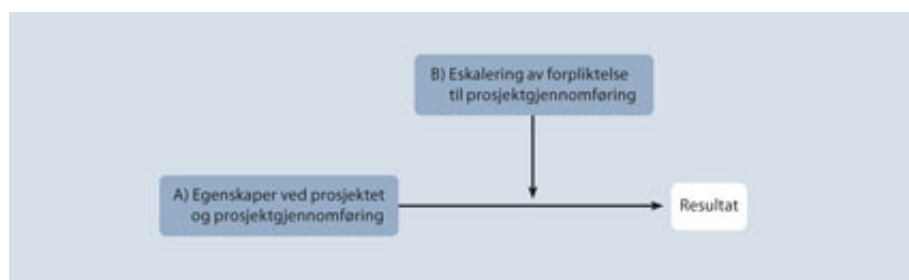 B) Eskalering av forpliktelse
til prosjektgjennomføring
A) Egenskaper ved prosjektet
og prosjektgjennomføring
Resultat